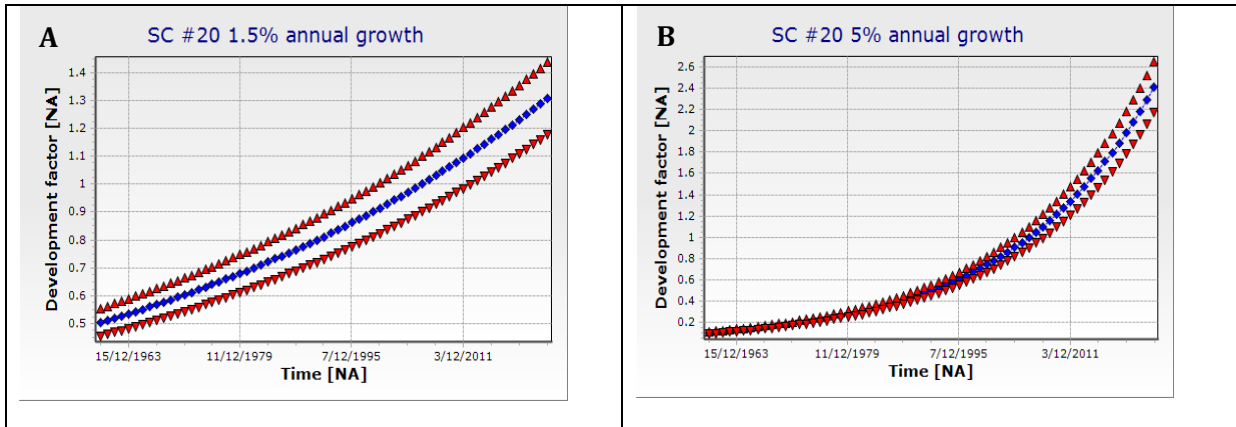 A
SC #20 1.5% annual growth
Development factor [NA]
1.4
1.3
1.2
1.1
1
0.9
0.8
0.7
0.6
0.5
15/12/1963 11/12/1979 7/12/1995 3/12/2011
Time [NA]
B
SC #20 5% annual growth
Development factor [NA]
2.6
2.4
2.2
2
1.8
1.6
1.4
1.2
1
0.8
0.6
0.4
0.2
15/12/1963 11/12/1979 7/12/1995 3/12/2011
Time [NA]